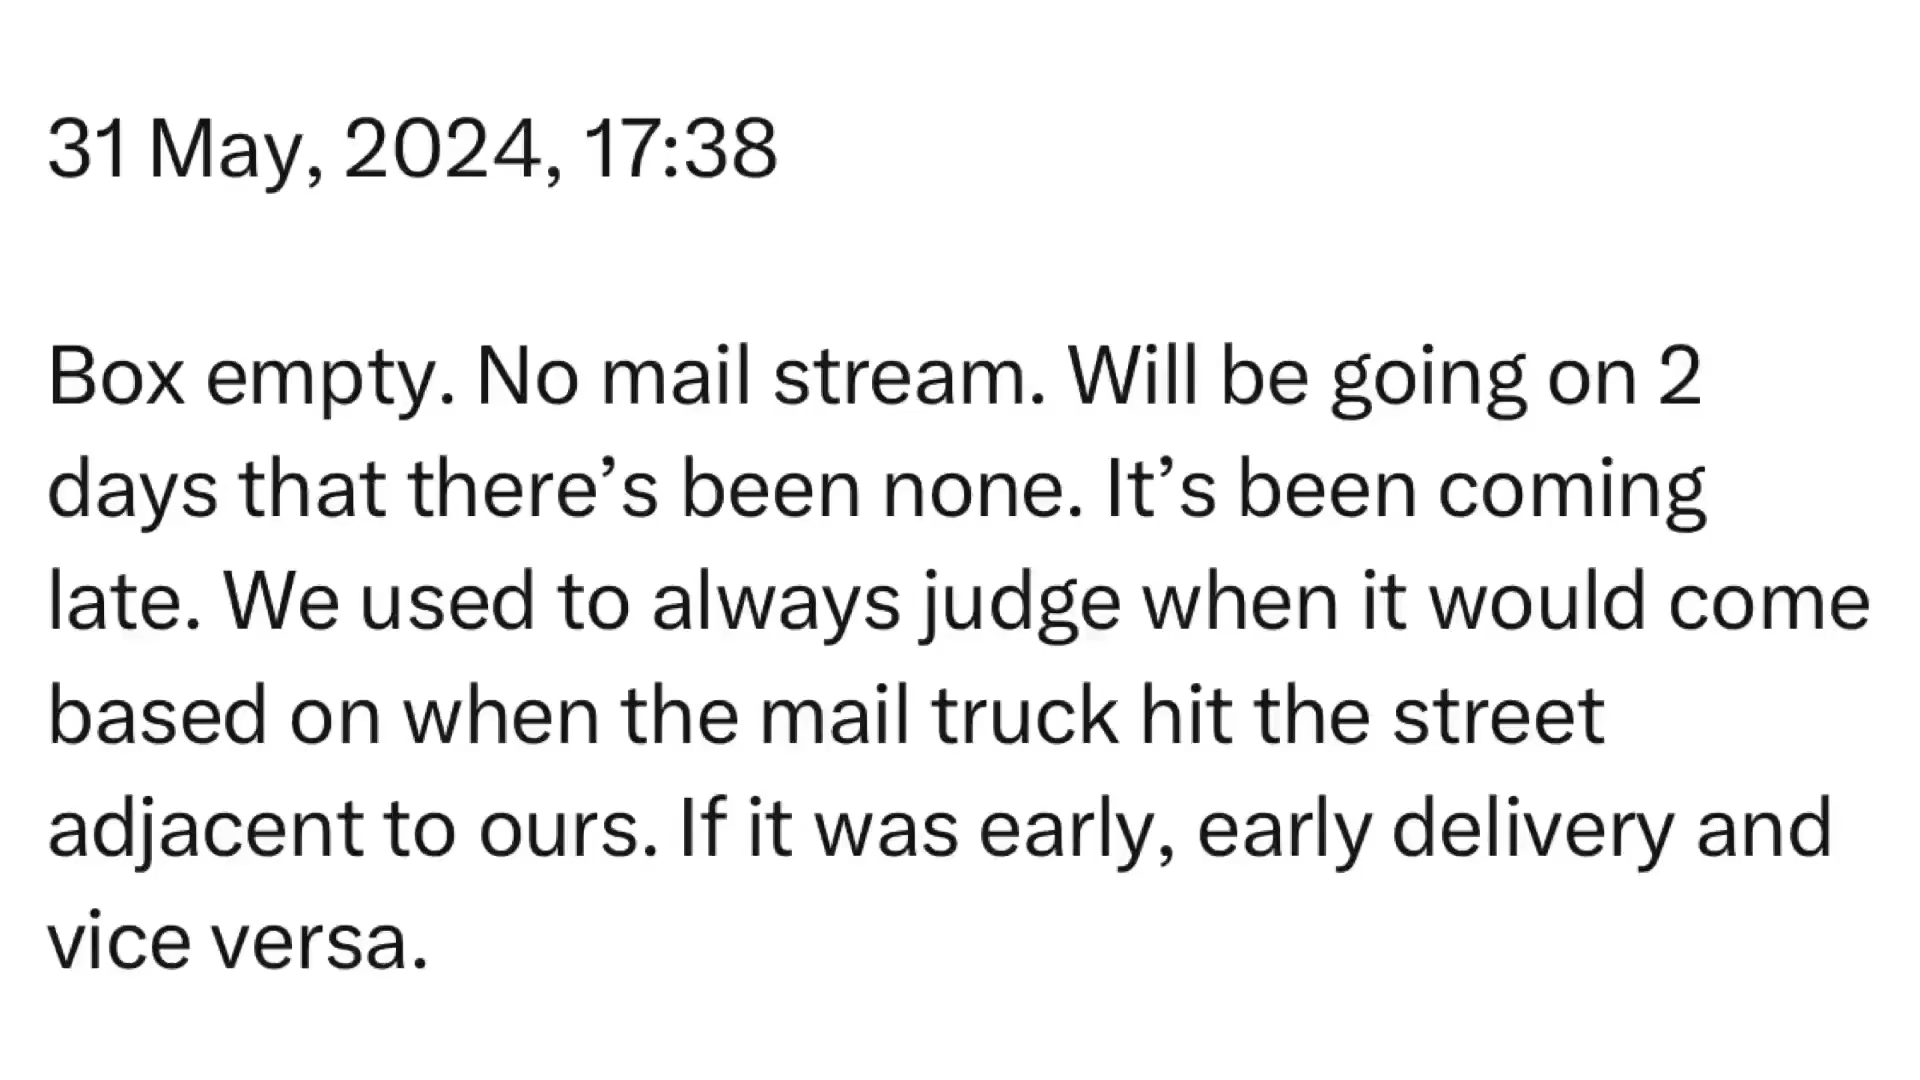 31 May, 2024, 17:38
Box empty. No mail stream. Will be going on 2
days that there’s been none. It’s been coming
late. We used to always judge when it would come
based on when the mail truck hit the street
adjacent to ours. If it was early, early delivery and
vice versa.